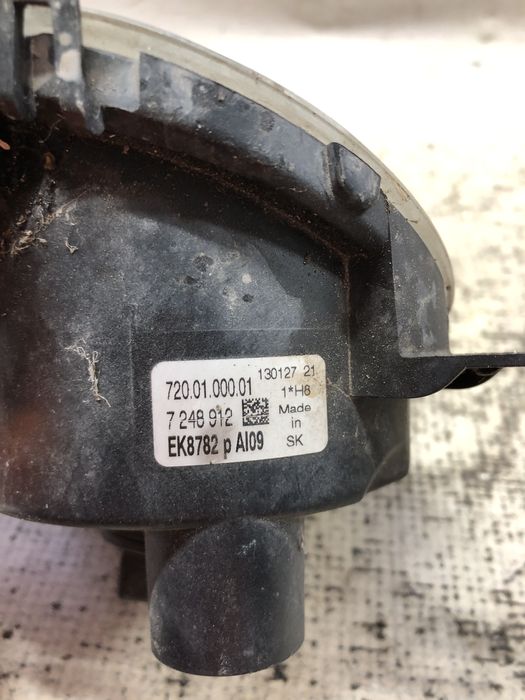 720.01.000.01 130127 21
7 248 912 1*H8
EK8782 p AI09 Made
in
SK